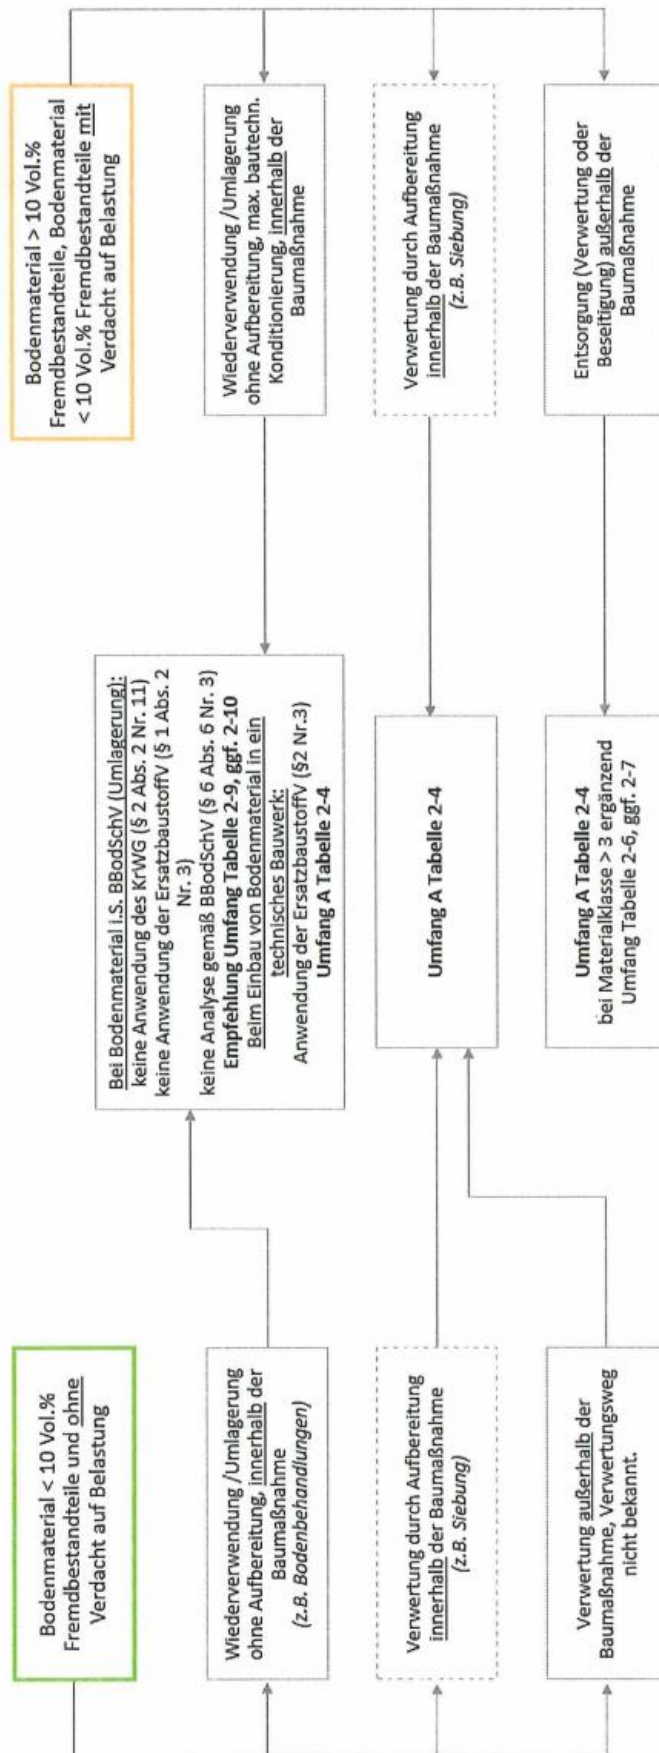 Bodenmaterial < 10 Vol.%
Fremdbestandteile und ohne
Verdacht auf Belastung
Bodenmaterial > 10 Vol.%
Fremdbestandteile, Bodenmaterial
< 10 Vol.% Fremdbestandteile mit
Verdacht auf Belastung
Wiederverwendung /Umlagerung
ohne Aufbereitung, innerhalb der
Baumaßnahme
(z.B. Bodenbehandlungen)
Bei Bodenmaterial i.S. BBodSchV (Umlagerung):
keine Anwendung des KrWG (§ 2 Abs. 2 Nr. 11)
keine Anwendung der ErsatzbaustoffV (§ 1 Abs. 2
Nr. 3)
keine Analyse gemäß BBodSchV (§ 6 Abs. 6 Nr. 3)
Empfehlung Umfang Tabelle 2-9, ggf. 2-10
Beim Einbau von Bodenmaterial in ein
technisches Bauwerk:
Anwendung der ErsatzbaustoffV (§2 Nr.3)
Umfang A Tabelle 2-4
Wiederverwendung /Umlagerung
ohne Aufbereitung, max. bautechn.
Konditionierung, innerhalb der
Baumaßnahme
Verwertung durch Aufbereitung
innerhalb der Baumaßnahme
(z.B. Siebung)
Umfang A Tabelle 2-4
Verwertung durch Aufbereitung
innerhalb der Baumaßnahme
(z.B. Siebung)
Verwertung außerhalb der
Baumaßnahme, Verwertungsweg
nicht bekannt.
Umfang A Tabelle 2-4
bei Materialklasse > 3 ergänzend
Umfang Tabelle 2-6, ggf. 2-7
Entsorgung (Verwertung oder
Beseitigung) außerhalb der
Baumaßnahme